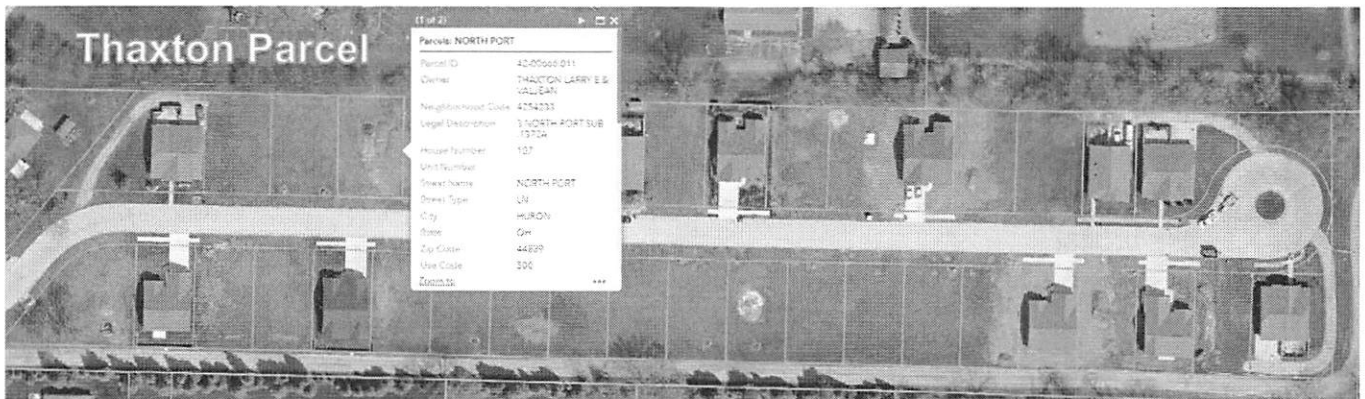 Thaxton Parcel
(1 of 2)
Parcels: NORTH PORT
Parcel ID 42-00666.011
Owner THAXTON LARRY E &
VALJEAN
Neighborhood Code
Legal Description 3 NORTH PORT SUB
.1372A
House Number 107
Unit Number
Street Name NORTH PORT
Street Type LN
City HURON
State OH
Zip Code 44839
Use Code 500
Zoom to